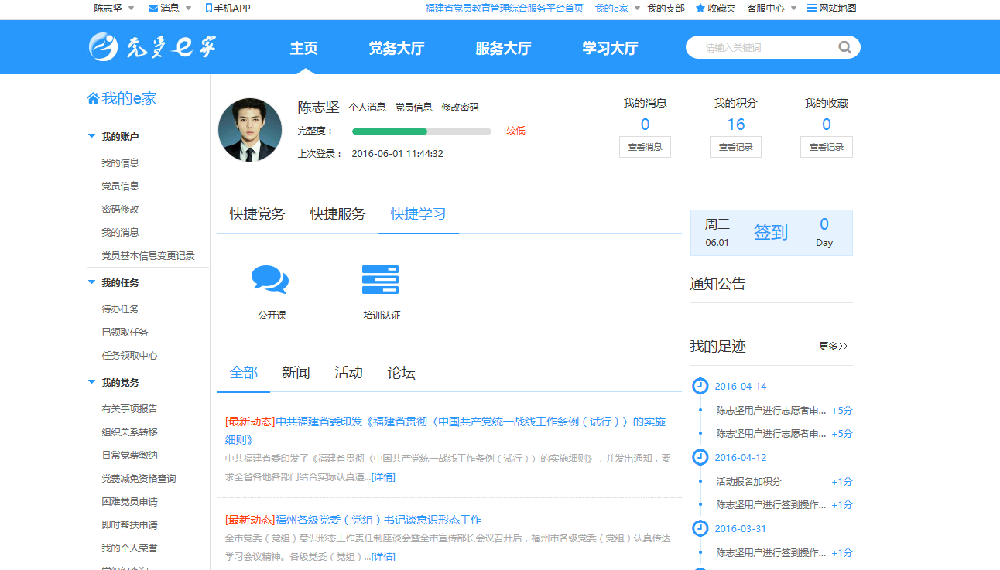 陈志坚 消息 手机APP 福建省党员教育管理综合服务平台首页 我的e家 我的支部 收藏夹 客服中心 网站地图
党员e家 主页 党务大厅 服务大厅 学习大厅 请输入关键词
我的e家
我的账户
我的信息
党员信息
密码修改
我的消息
党员基本信息变更记录
我的任务
待办任务
已领取任务
任务领取中心
我的党务
有关事项报告
组织关系转移
日常党费缴纳
党费减免资格查询
困难党员申请
即时帮扶申请
我的个人荣誉
陈志坚 个人消息 党员信息 修改密码
完整度： 较低
上次登录： 2016-06-01 11:44:32
我的消息 我的积分 我的收藏
0 16 0
查看消息 查看记录 查看记录
快捷党务 快捷服务 快捷学习
公开课 培训认证
全部 新闻 活动 论坛
[最新动态]中共福建省委印发《福建省贯彻〈中国共产党统一战线工作条例（试行）〉的实施
细则》
中共福建省委印发了《福建省贯彻〈中国共产党统一战线工作条例（试行）〉的实施细则》，并发出通知，要
求全省各地各部门结合实际认真遵...[详情]
[最新动态]福州各级党委（党组）书记谈意识形态工作
全市党委（党组）意识形态工作责任制座谈会暨全市宣传部长会议召开后，福州市各级党委（党组）认真传达
学习会议精神。各级党委（党组）...[详情]
周三 签到 0
06.01 Day
通知公告
我的足迹 更多>>
2016-04-14
陈志坚用户进行志愿者申... +5分
陈志坚用户进行志愿者申... +5分
2016-04-12
活动报名加积分 +1分
陈志坚用户进行签到操作... +1分
2016-03-31
陈志坚用户进行签到操作... +1分